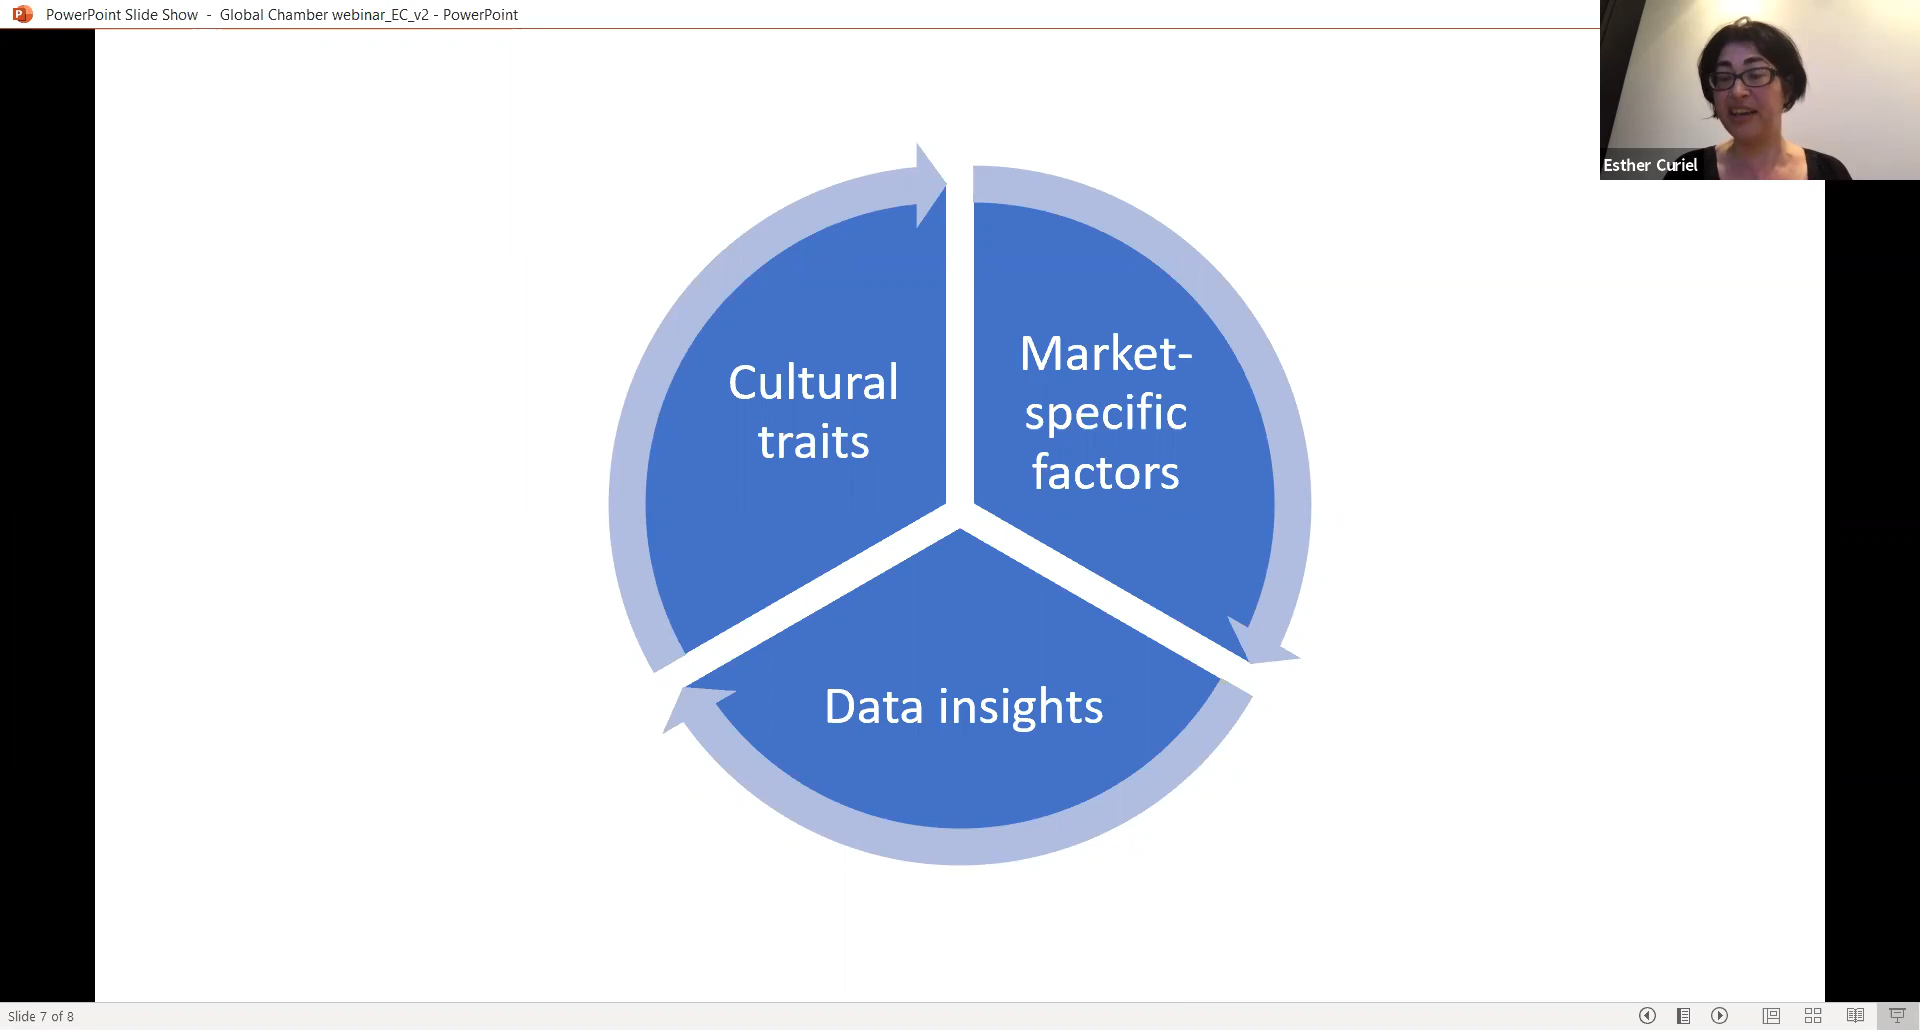 PowerPoint Slide Show - Global Chamber webinar_EC_v2 - PowerPoint
Esther Curiel
Cultural
traits
Market-
specific
factors
Data insights
Slide 7 of 8